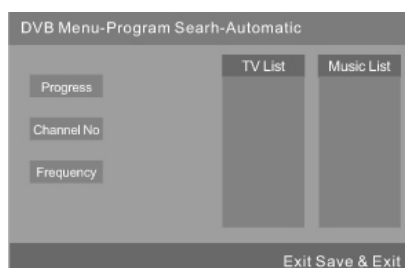 DVB Menu-Program Searh-Automatic
TV List
Music List
Progress
Channel No
Frequency
Exit Save & Exit